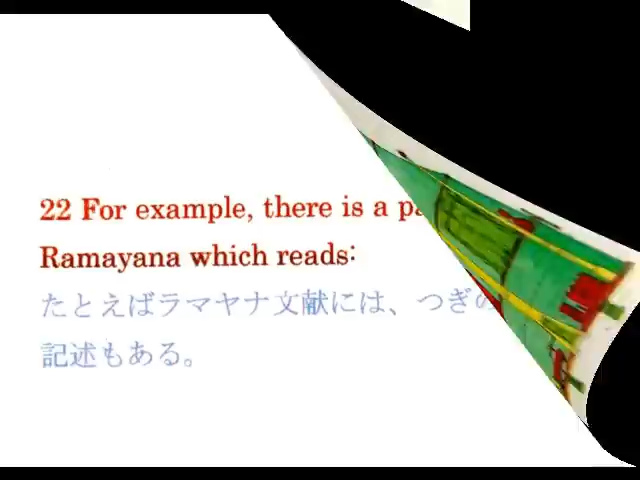 22 For example, there is a
Ramayana which reads:
たとえばラマヤナ文献には、つぎの
記述もある。